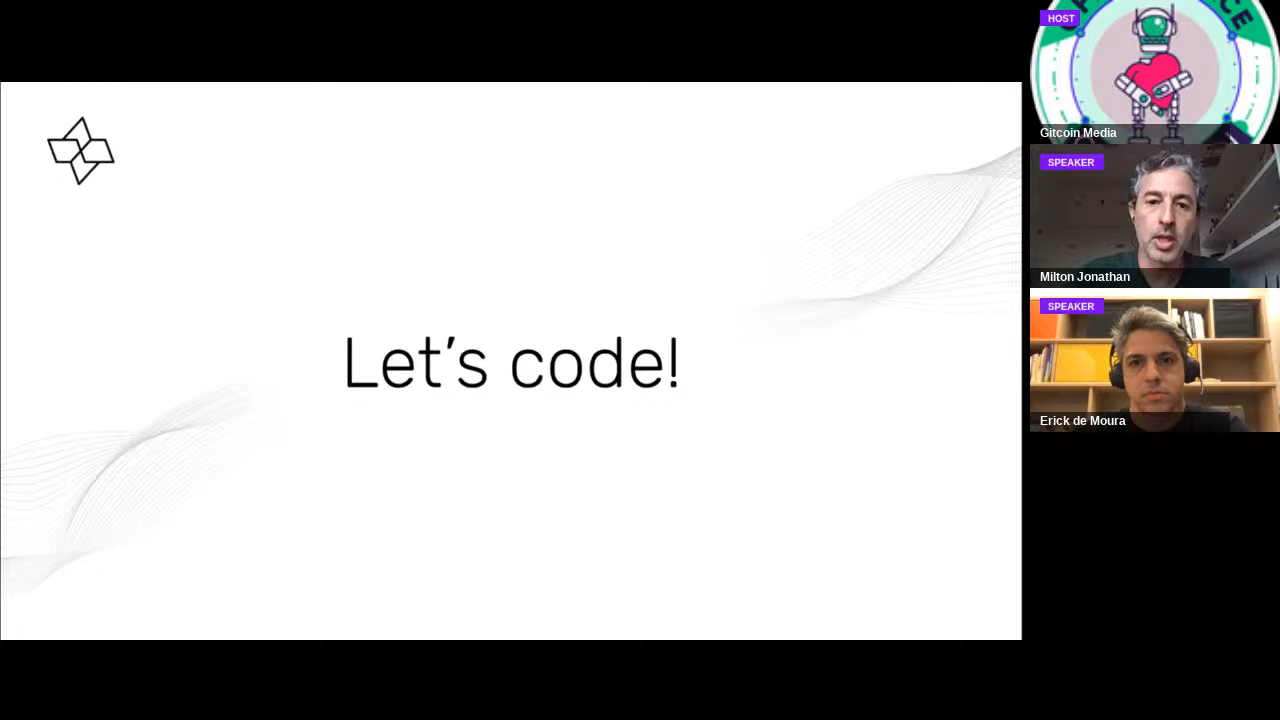 Let's code!
HOST
Gitcoin Media
SPEAKER
Milton Jonathan
SPEAKER
Erick de Moura